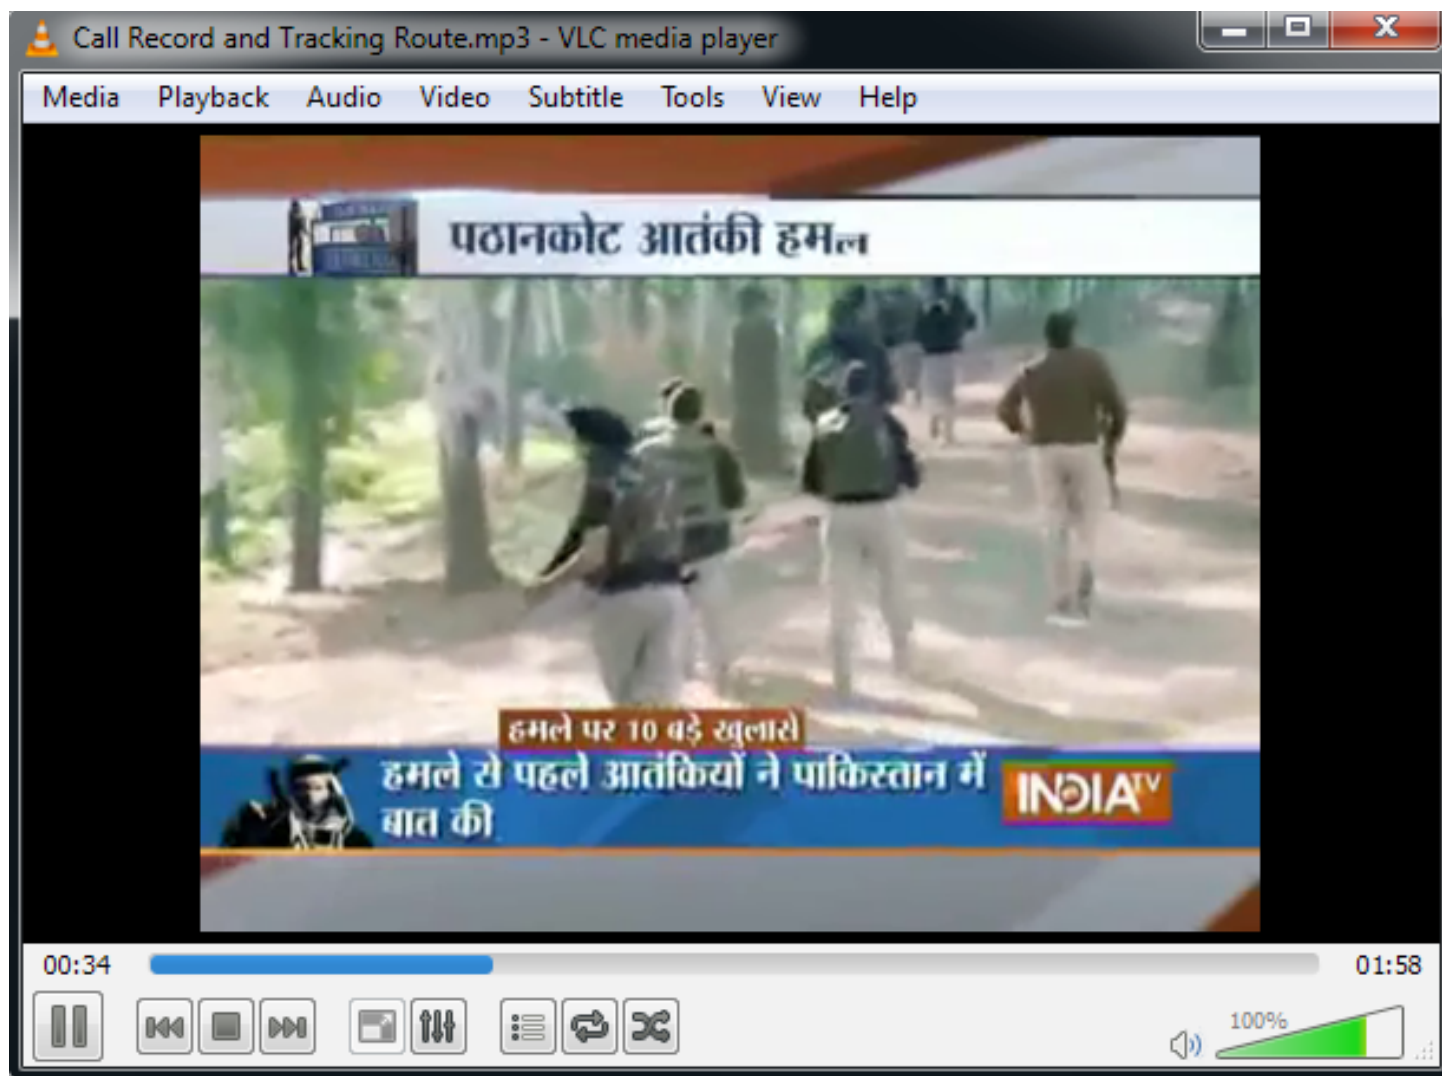 Call Record and Tracking Route.mp3 - VLC media player
Media Playback Audio Video Subtitle Tools View Help
पठानकोट आतंकी हमल
हमले पर 10 बड़े खुलासे
हमले से पहले आतंकियों ने पाकिस्तान में
बात की
INDIA TV
00:34
01:58
100%